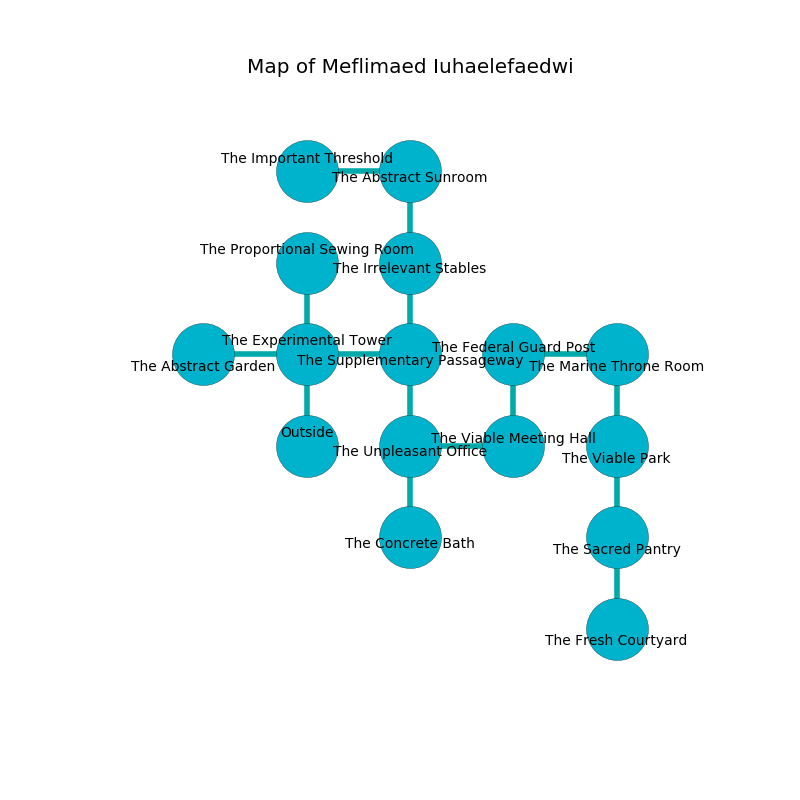 Map of Meflimaed Iuhaelefaedwi
The Important Threshold
The Abstract Sunroom
The Proportional Sewing Room
The Irrelevant Stables
The Experimental Tower
The Federal Guard Post
The Supplementary Passageway
The Abstract Garden
The Marine Throne Room
Outside
The Viable Meeting Hall
The Unpleasant Office
The Viable Park
The Concrete Bath
The Sacred Pantry
The Fresh Courtyard